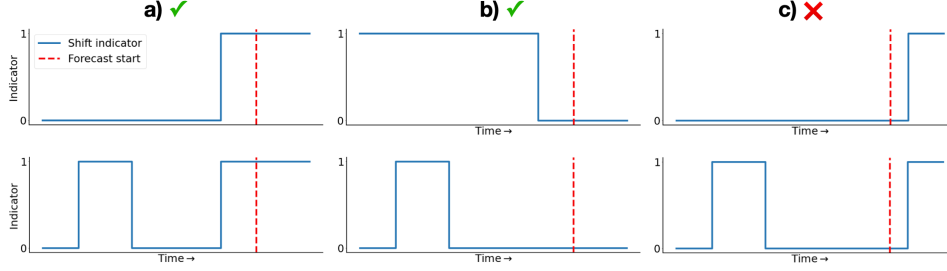 a) ✓
b) ✓
c) ✗
1
0
Indicator
Shift indicator
Forecast start
1
0
Time→
1
0
Time→
1
0
Indicator
Time→
1
0
1
0
Time→